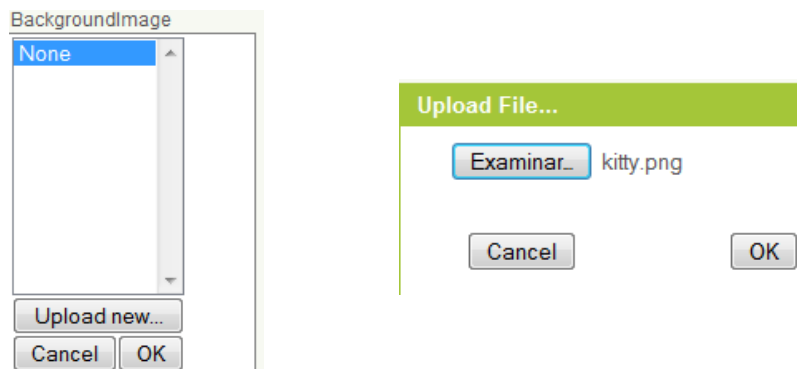 BackgroundImage
None
Upload new...
Cancel OK
Upload File...
Examinar... kitty.png
Cancel OK